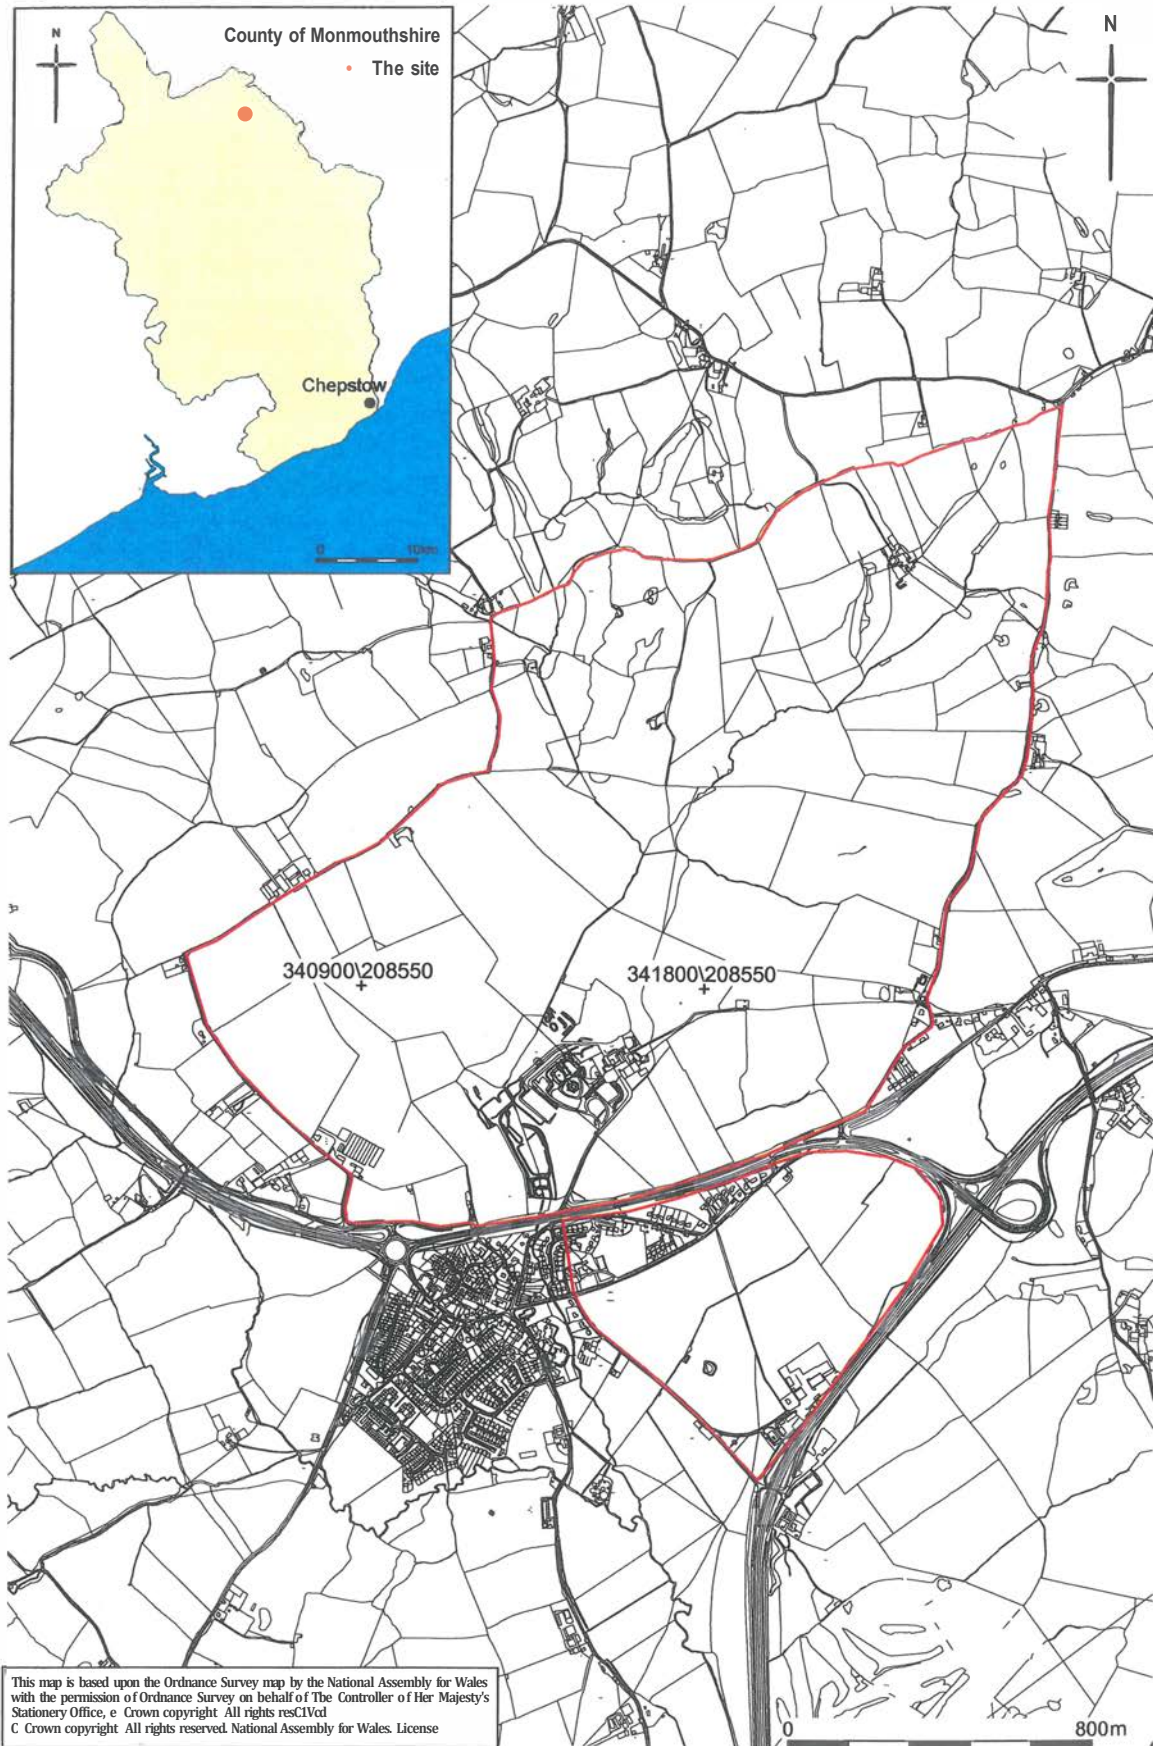 N
County of Monmouthshire
The site
Chepstow
0 10km
N
340900\208550
341800\208550
This map is based upon the Ordnance Survey map by the National Assembly for Wales
with the permission of Ordnance Survey on behalf of Tbe Controller of Her Majesty's
Stationery Office, e Crown copyright All rights resC1Vcd
C Crown copyright All rights reserved. National Assembly for Wales. License
0 800m